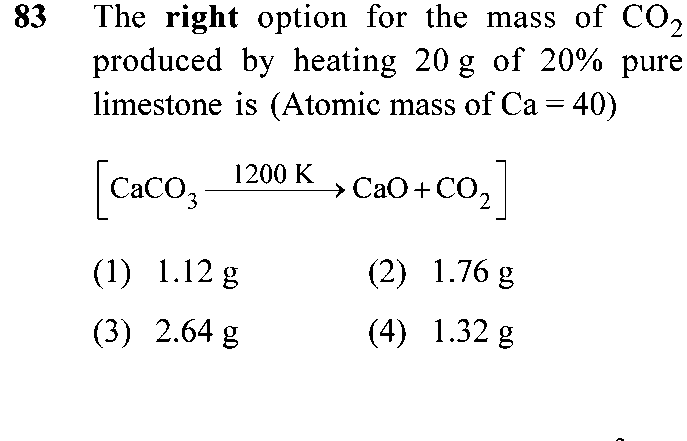 83 The right option for the mass of CO₂
produced by heating 20 g of 20% pure
limestone is (Atomic mass of Ca = 40)
[CaCO₃ —1200 K→ CaO + CO₂]
(1) 1.12 g (2) 1.76 g
(3) 2.64 g (4) 1.32 g